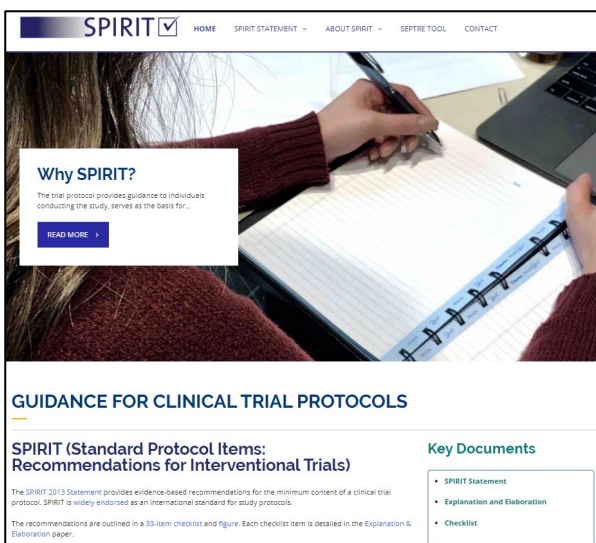 SPIRIT
HOME SPIRIT STATEMENT ABOUT SPIRIT SEPTRE TOOL CONTACT
Why SPIRIT?
The trial protocol provides guidance to individuals
conducting the study, serves as the basis for...
READ MORE >
GUIDANCE FOR CLINICAL TRIAL PROTOCOLS
SPIRIT (Standard Protocol Items:
Recommendations for Interventional Trials)
The SPIRIT 2013 Statement provides evidence-based recommendations for the minimum content of a clinical trial
protocol. SPIRIT is widely endorsed as an international standard for study protocols.
The recommendations are outlined in a 33-item checklist and figure. Each checklist item is detailed in the Explanation &
Elaboration paper.
Key Documents
• SPIRIT Statement
• Explanation and Elaboration
• Checklist